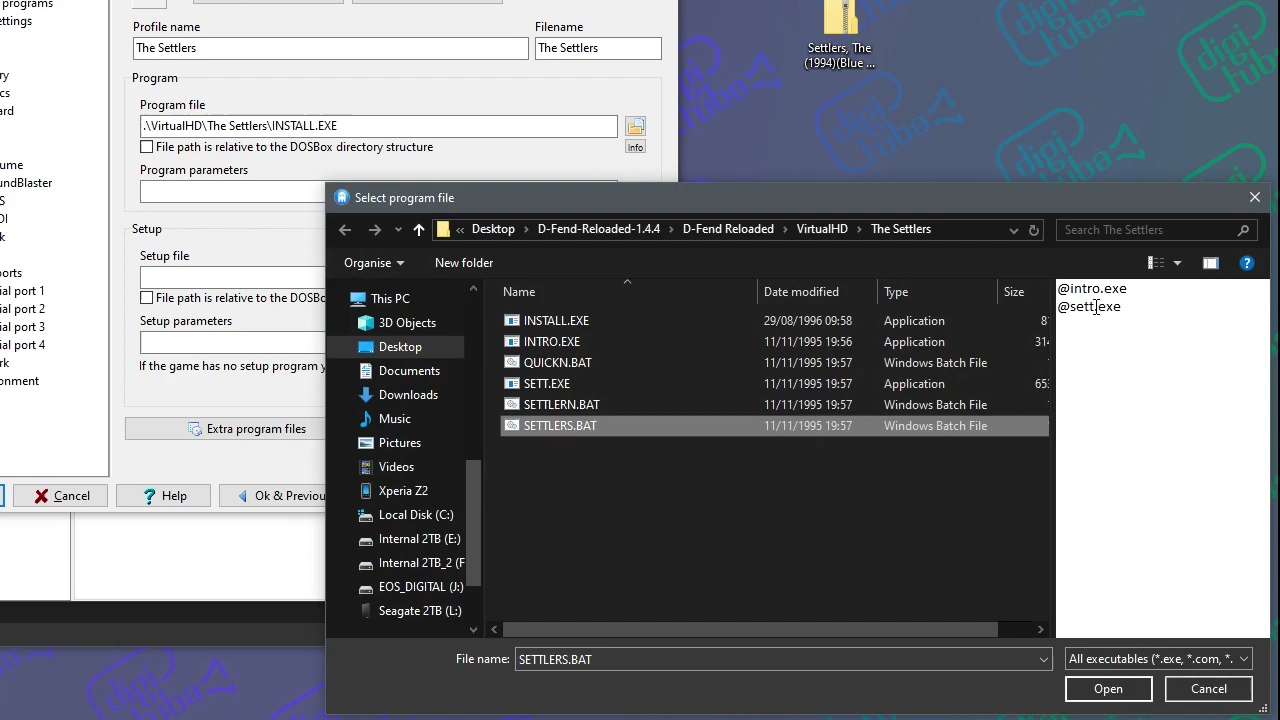 programs
ettings
Profile name
Filename
The Settlers
The Settlers
Program
Program file
.\VirtualHD\The Settlers\INSTALL.EXE
File path is relative to the DOSBox directory structure
Info
Program parameters
Setup
Setup file
File path is relative to the DOSBo
Setup parameters
If the game has no setup program y
Extra program files
Cancel
Help
Ok & Previou
ry
cs
ard
ume
undBlaster
S
DI
k
orts
ial port 1
ial port 2
ial port 3
ial port 4
rk
onment
Settlers, The
(1994)(Blue ...
digi
tuba
Select program file
« Desktop > D-Fend-Reloaded-1.4.4 > D-Fend Reloaded > VirtualHD > The Settlers
Search The Settlers
Organise
New folder
This PC
3D Objects
Desktop
Documents
Downloads
Music
Pictures
Videos
Xperia Z2
Local Disk (C:)
Internal 2TB (E:)
Internal 2TB_2 (F
EOS_DIGITAL (J:)
Seagate 2TB (L:)
Name Date modified Type Size
INSTALL.EXE 29/08/1996 09:58 Application 8
INTRO.EXE 11/11/1995 19:56 Application 314
QUICKN.BAT 11/11/1995 19:57 Windows Batch File
SETT.EXE 11/11/1995 19:57 Application 653
SETTLERN.BAT 11/11/1995 19:57 Windows Batch File
SETTLERS.BAT 11/11/1995 19:57 Windows Batch File
@intro.exe
@sett.exe
File name:
SETTLERS.BAT
All executables (*.exe, *.com, *.
Open
Cancel